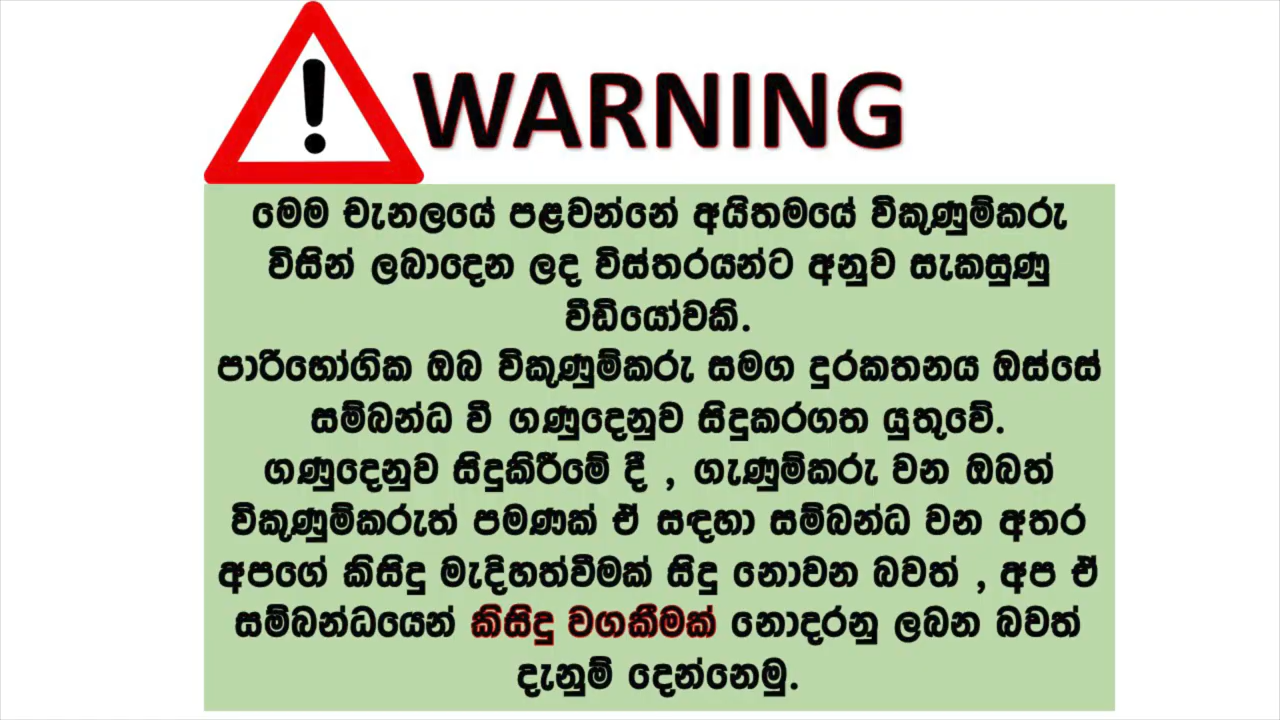 WARNING
මෙම චැනලයේ පළවන්නේ අයිතමයේ විකුණුම්කරු
විසින් ලබාදෙන ලද විස්තරයන්ට අනුව සැකසුණු
වීඩියෝවකි.
පාරිභෝගික ඔබ විකුණුම්කරු සමග දුරකතනය ඔස්සේ
සම්බන්ධ වී ගණුදෙනුව සිදුකරගත යුතුවේ.
ගණුදෙනුව සිදුකිරීමේ දී , ගැණුම්කරු වන ඔබත්
විකුණුම්කරුත් පමණක් ඒ සඳහා සම්බන්ධ වන අතර
අපගේ කිසිදු මැදිහත්වීමක් සිදු නොවන බවත් , අප ඒ
සම්බන්ධයෙන් කිසිදු වගකීමක් නොදරනු ලබන බවත්
දැනුම් දෙන්නෙමු.